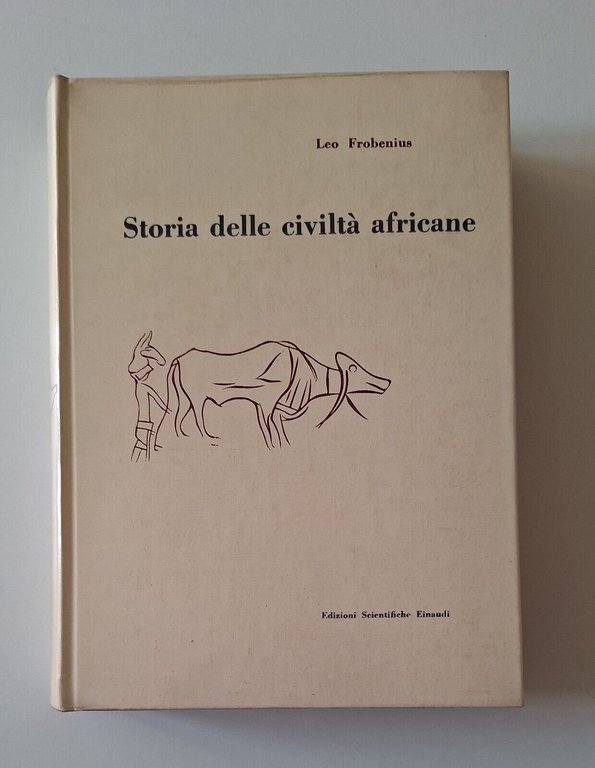 Leo Frobenius
Storia delle civiltà africane
Edizioni Scientifiche Einaudi